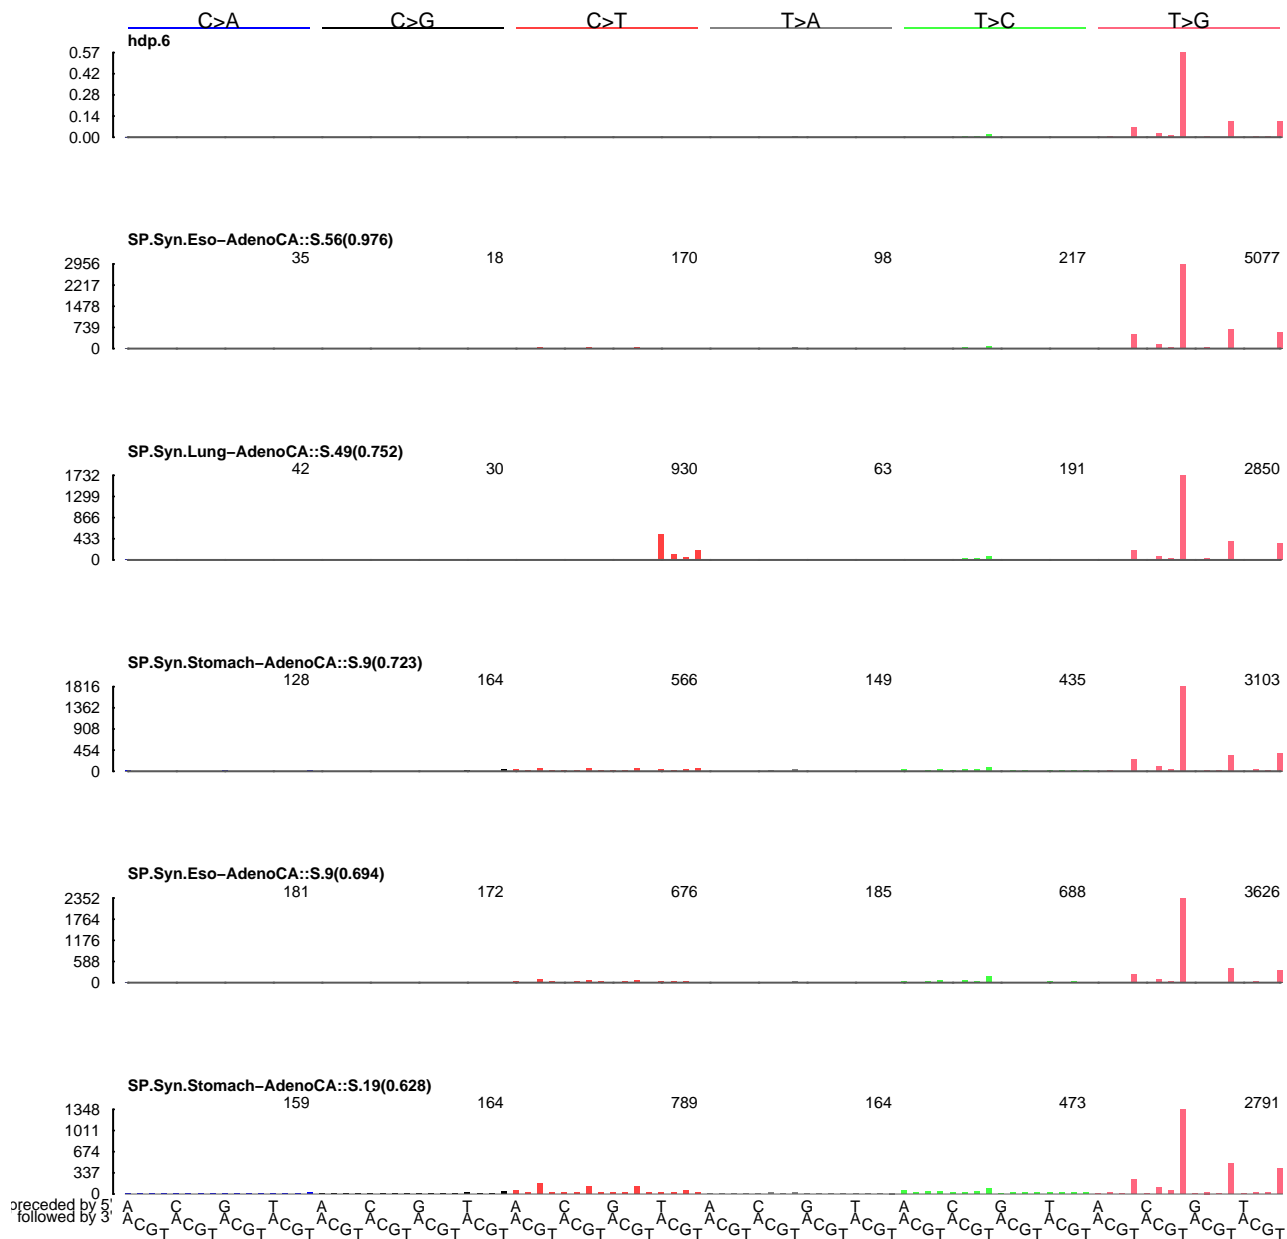 C>A C>G C>T T>A T>C T>G
hdp.6
0.57
0.42
0.28
0.14
0.00
SP.Syn.Eso−AdenoCA::S.56(0.976)
35 18 170 98 217 5077
2956
2217
1478
739
0
SP.Syn.Lung−AdenoCA::S.49(0.752)
42 30 930 63 191 2850
1732
1299
866
433
0
SP.Syn.Stomach−AdenoCA::S.9(0.723)
128 164 566 149 435 3103
1816
1362
908
454
0
SP.Syn.Eso−AdenoCA::S.9(0.694)
181 172 676 185 688 3626
2352
1764
1176
588
0
SP.Syn.Stomach−AdenoCA::S.19(0.628)
159 164 789 164 473 2791
1348
1011
674
337
0
preceded by 5' A C G T A C G T A C G T A C G T A C G T A C G T
followed by 3' A C G T A C G T A C G T A C G T A C G T A C G T A C G T A C G T A C G T A C G T A C G T A C G T A C G T A C G T A C G T A C G T A C G T A C G T A C G T A C G T A C G T A C G T A C G T A C G T